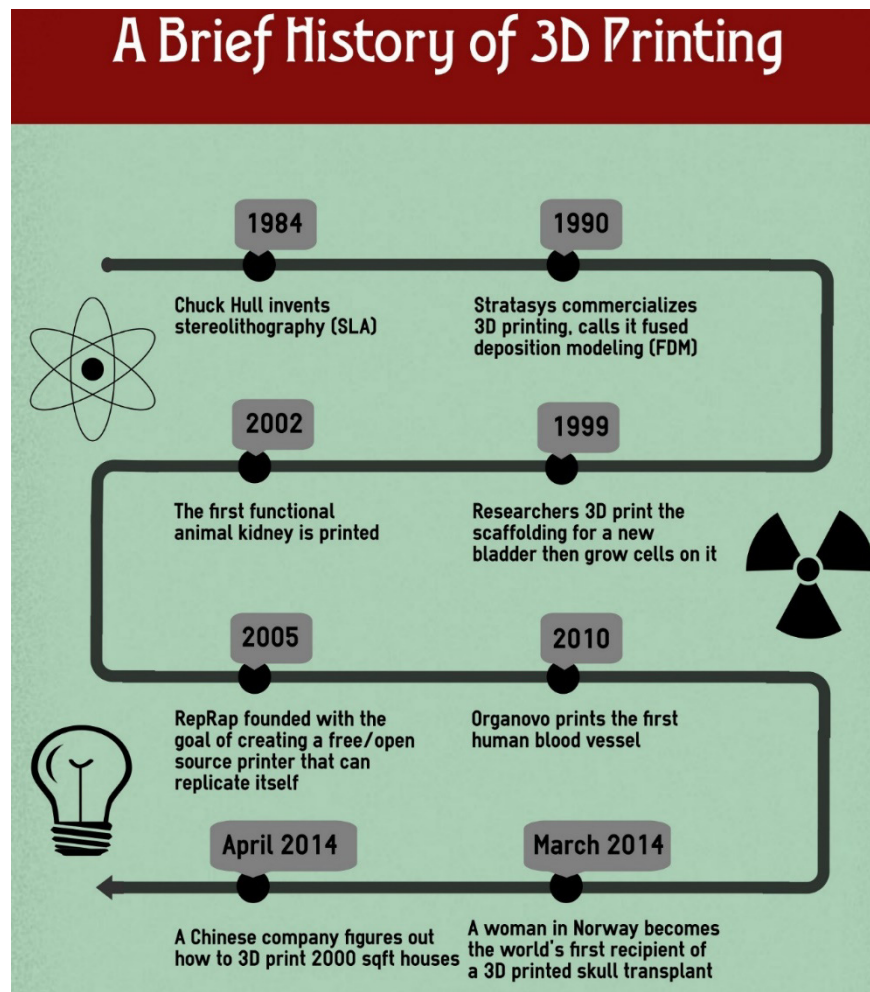 A Brief History of 3D Printing
1984
Chuck Hull invents
stereolithography (SLA)
1990
Stratasys commercializes
3D printing, calls it fused
deposition modeling (FDM)
1999
Researchers 3D print the
scaffolding for a new
bladder then grow cells on it
2002
The first functional
animal kidney is printed
2005
RepRap founded with the
goal of creating a free/open
source printer that can
replicate itself
2010
Organovo prints the first
human blood vessel
March 2014
A woman in Norway becomes
the world's first recipient of
a 3D printed skull transplant
April 2014
A Chinese company figures out
how to 3D print 2000 sqft houses